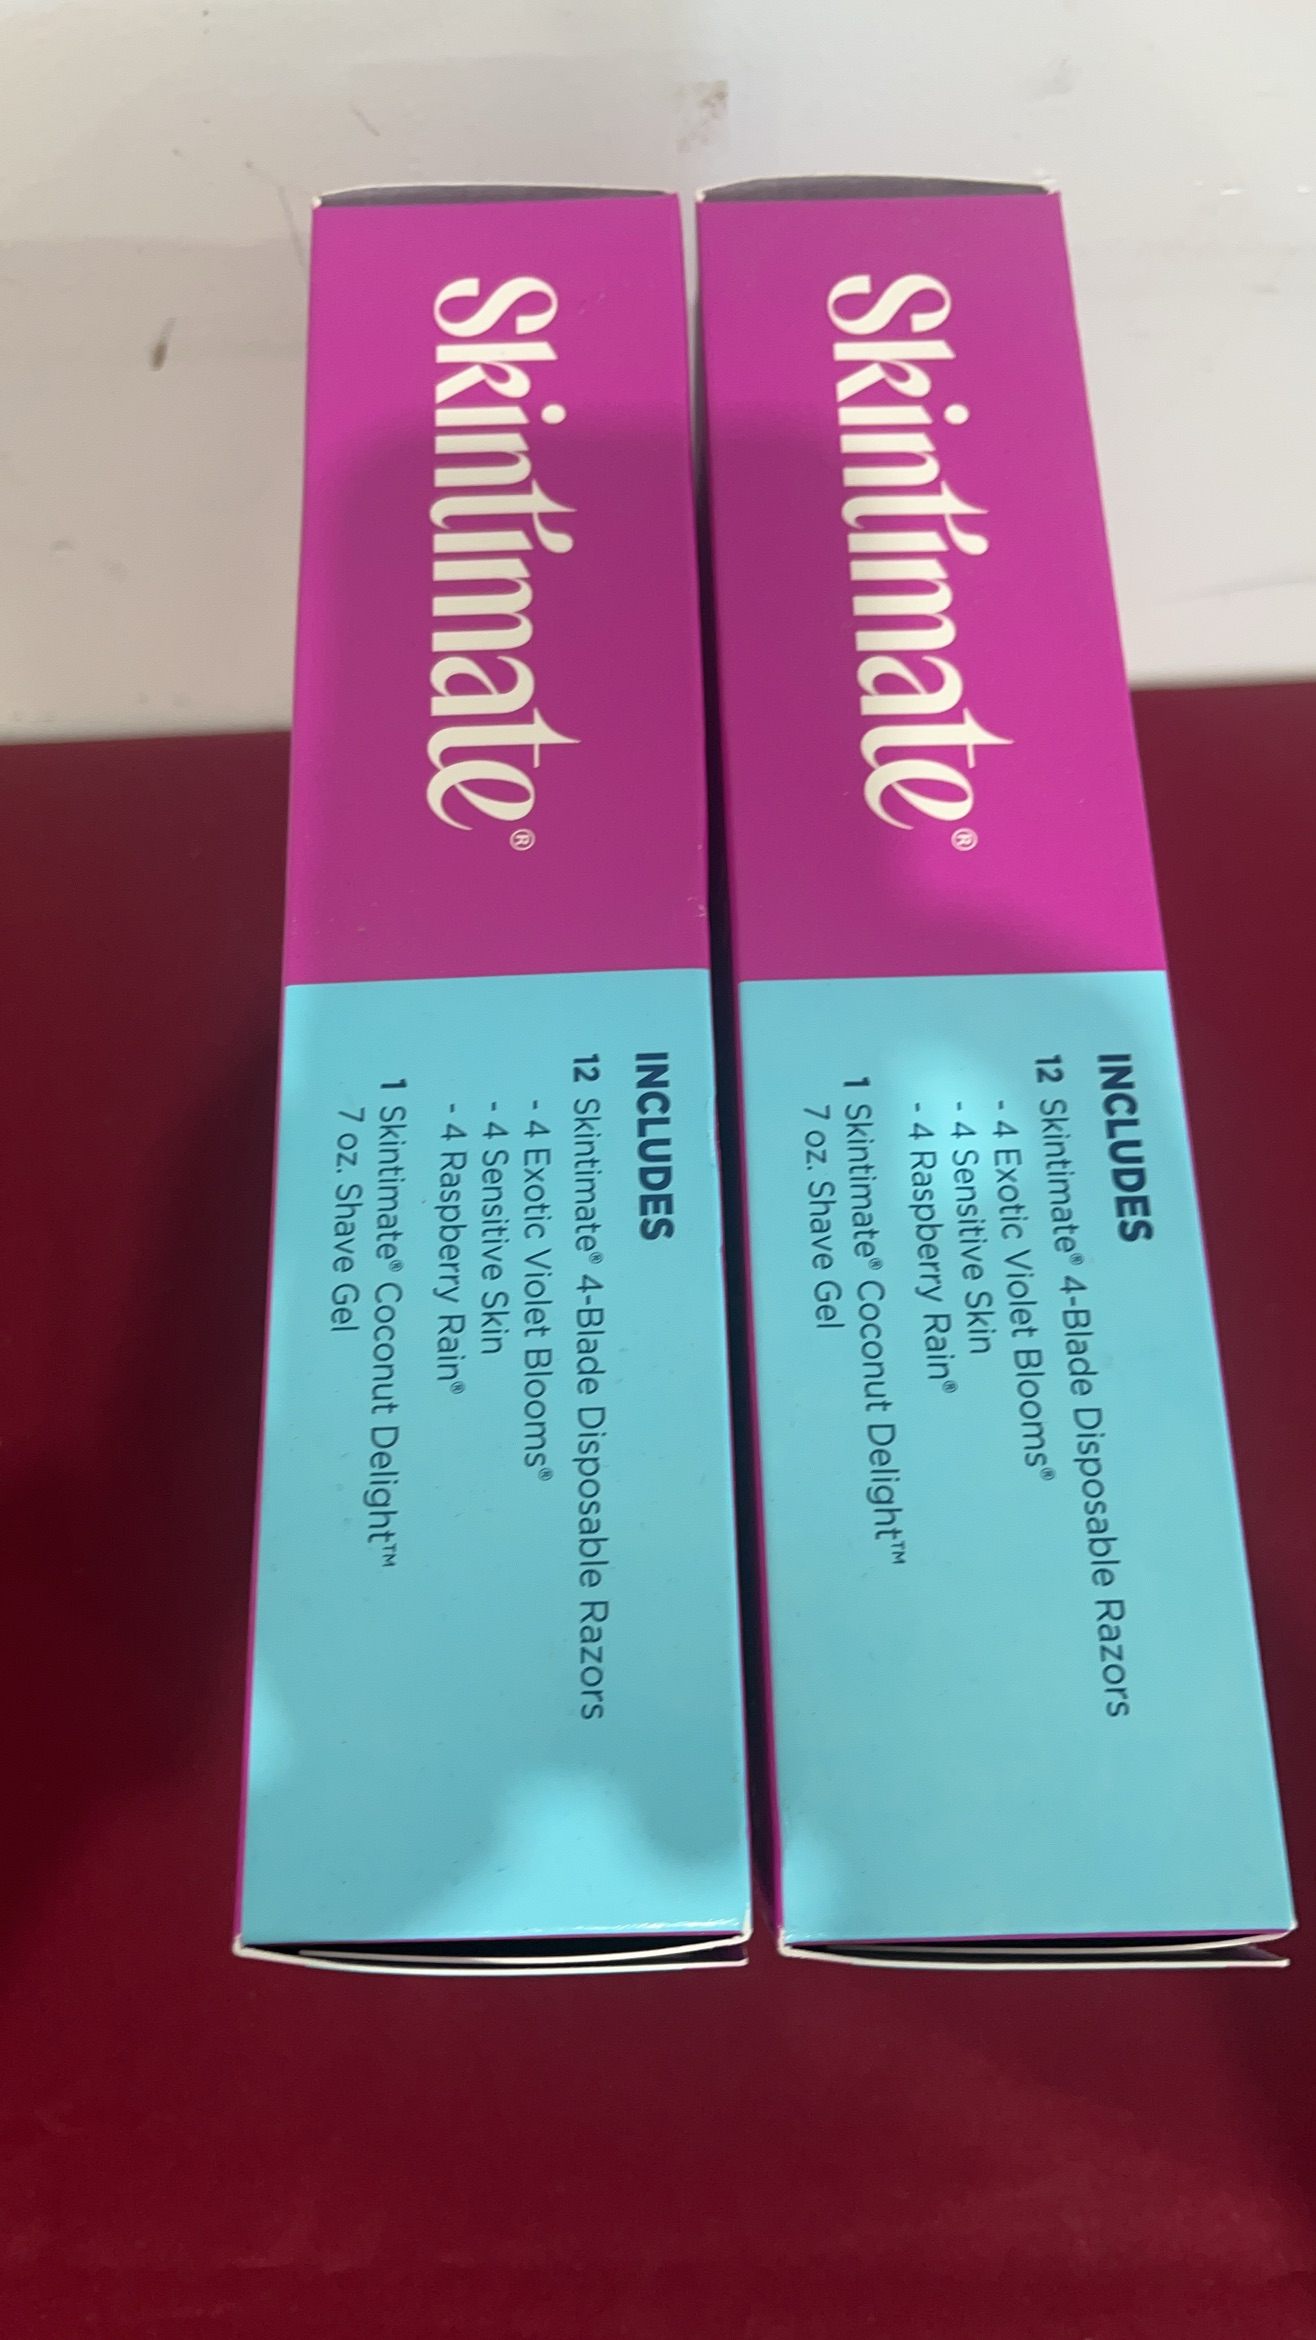 Skintimate®
INCLUDES
12 Skintimate® 4-Blade Disposable Razors
- 4 Exotic Violet Blooms®
- 4 Sensitive Skin
- 4 Raspberry Rain®
1 Skintimate® Coconut Delight™
7 oz. Shave Gel
Skintimate®
INCLUDES
12 Skintimate® 4-Blade Disposable Razors
- 4 Exotic Violet Blooms®
- 4 Sensitive Skin
- 4 Raspberry Rain®
1 Skintimate® Coconut Delight™
7 oz. Shave Gel